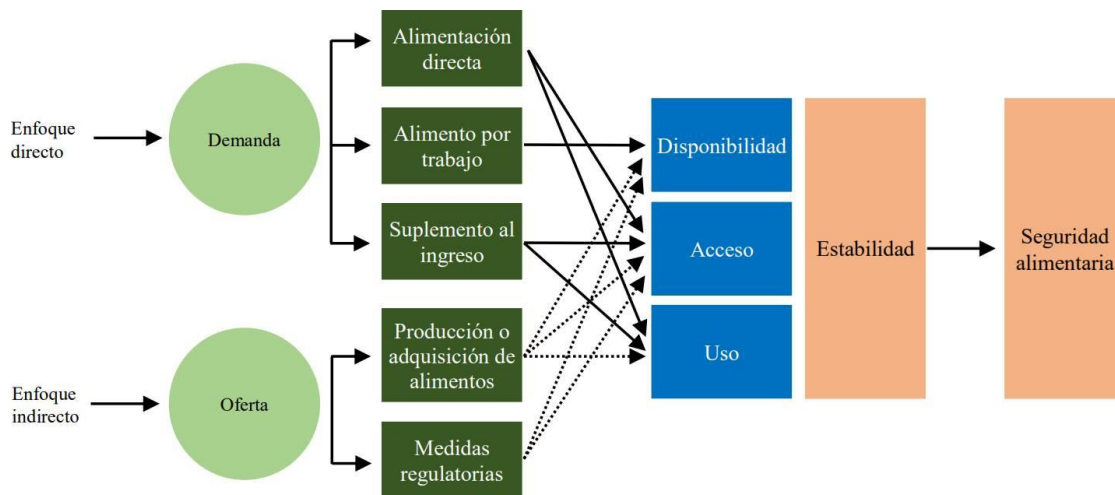 Enfoque
directo
Demanda
Alimentación
directa
Alimento por
trabajo
Suplemento al
ingreso
Enfoque
indirecto
Oferta
Producción o
adquisición de
alimentos
Medidas
regulatorias
Disponibilidad
Acceso
Uso
Estabilidad
Seguridad
alimentaria